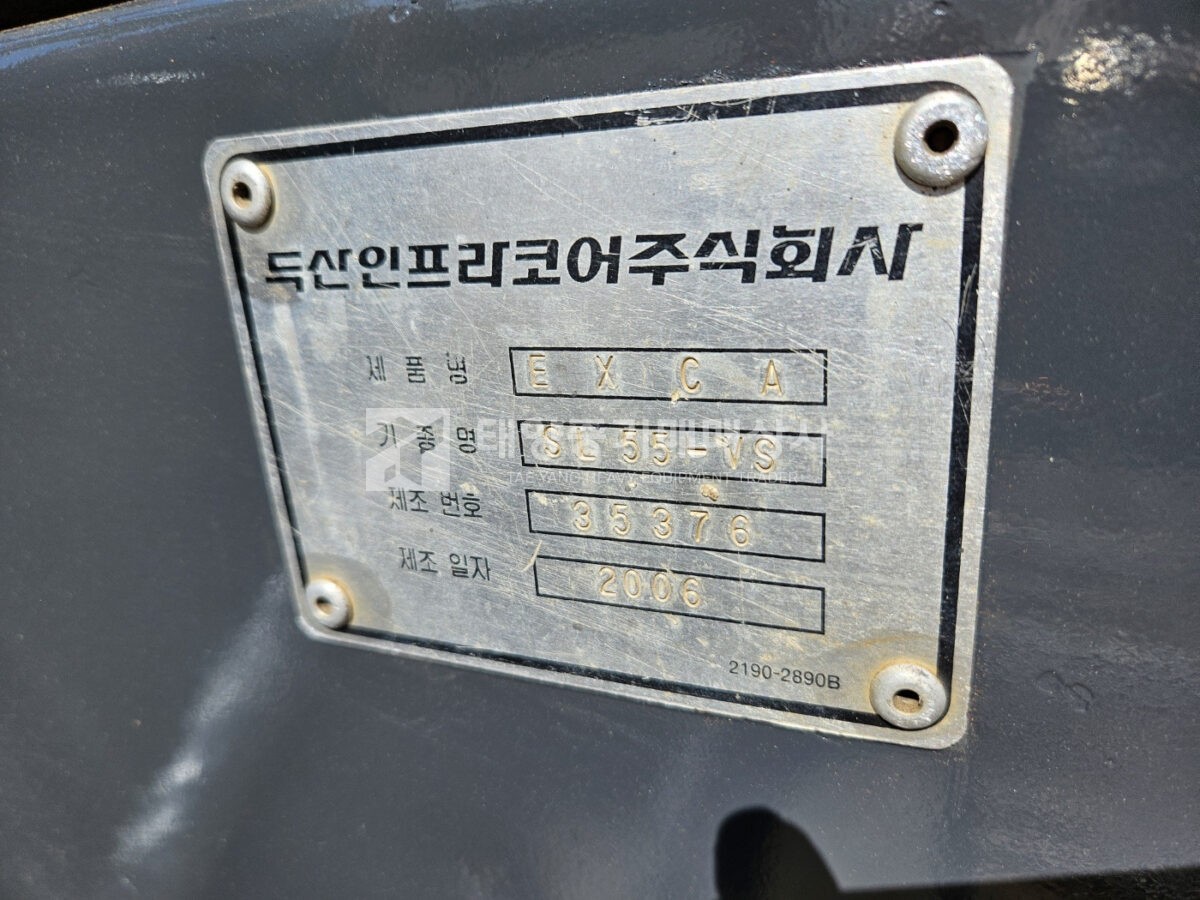 두산인프라코어주식회사
제 품 명 E X C A
기 종 명 SL55-VS
제조 번호 35376
제조 일자 2006
2190-2890B